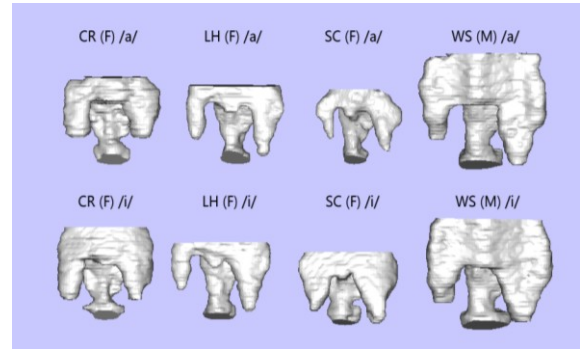 CR (F) /a/ LH (F) /a/ SC (F) /a/ WS (M) /a/
CR (F) /i/ LH (F) /i/ SC (F) /i/ WS (M) /i/